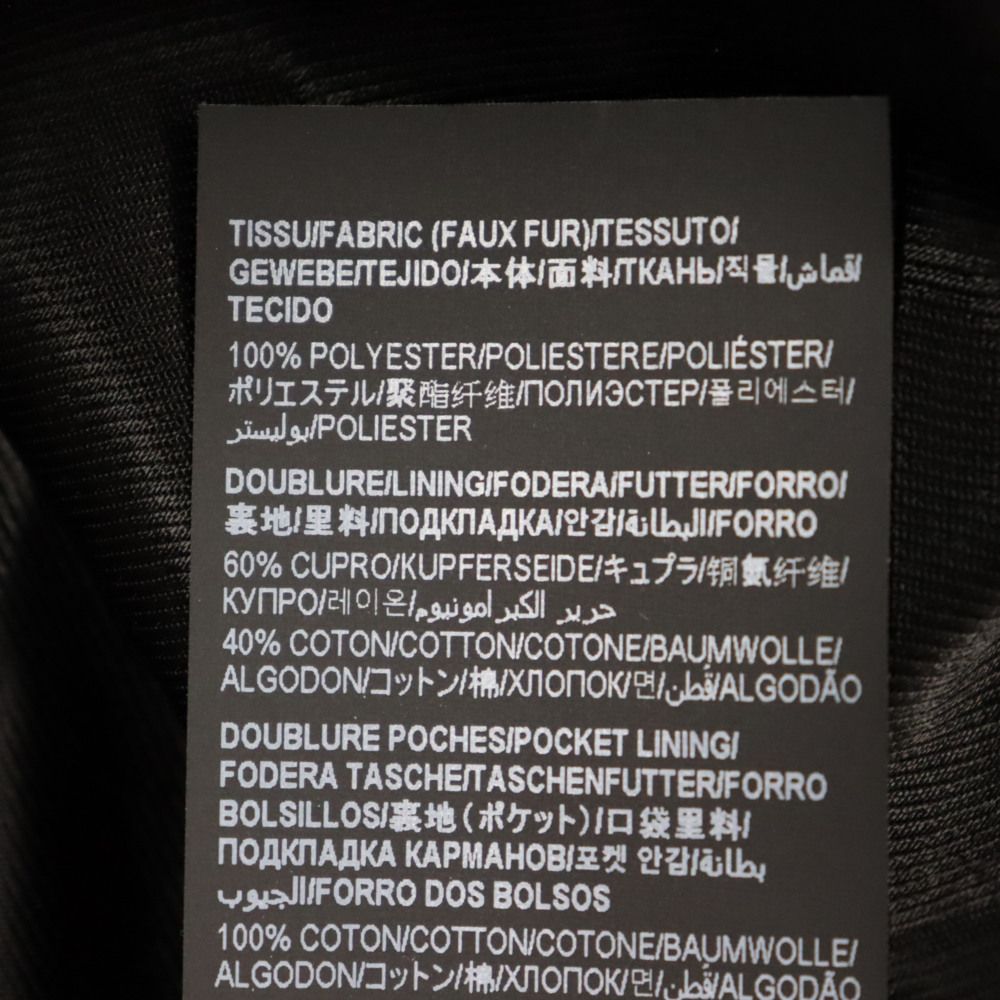 TISSU/FABRIC (FAUX FUR)/TESSUTO/
GEWEBE/TEJIDO/本体/面料/ТКАНЬ/직물/قماش/
TECIDO
100% POLYESTER/POLIESTERE/POLIÉSTER/
ポリエステル/聚酯纤维/ПОЛИЭСТЕР/폴리에스터/
بوليستر/POLIESTER
DOUBLURE/LINING/FODERA/FUTTER/FORRO/
裏地/里料/ПОДКЛАДКА/안감/البطانة/FORRO
60% CUPRO/KUPFERSEIDE/キュプラ/铜氨纤维/
КУПРО/레이온/حرير الكبرامونيوم
40% COTON/COTTON/COTONE/BAUMWOLLE/
ALGODON/コットン/棉/ХЛОПОК/면/قطن/ALGODÃO
DOUBLURE POCHES/POCKET LINING/
FODERA TASCHE/TASCHENFUTTER/FORRO
BOLSILLOS/裏地(ポケット)/口袋里料/
ПОДКЛАДКА КАРМАНОВ/포켓 안감/بطانة
الجيوب/FORRO DOS BOLSOS
100% COTON/COTTON/COTONE/BAUMWOLLE/
ALGODON/コットン/棉/ХЛОПОК/면/قطن/ALGODÃO